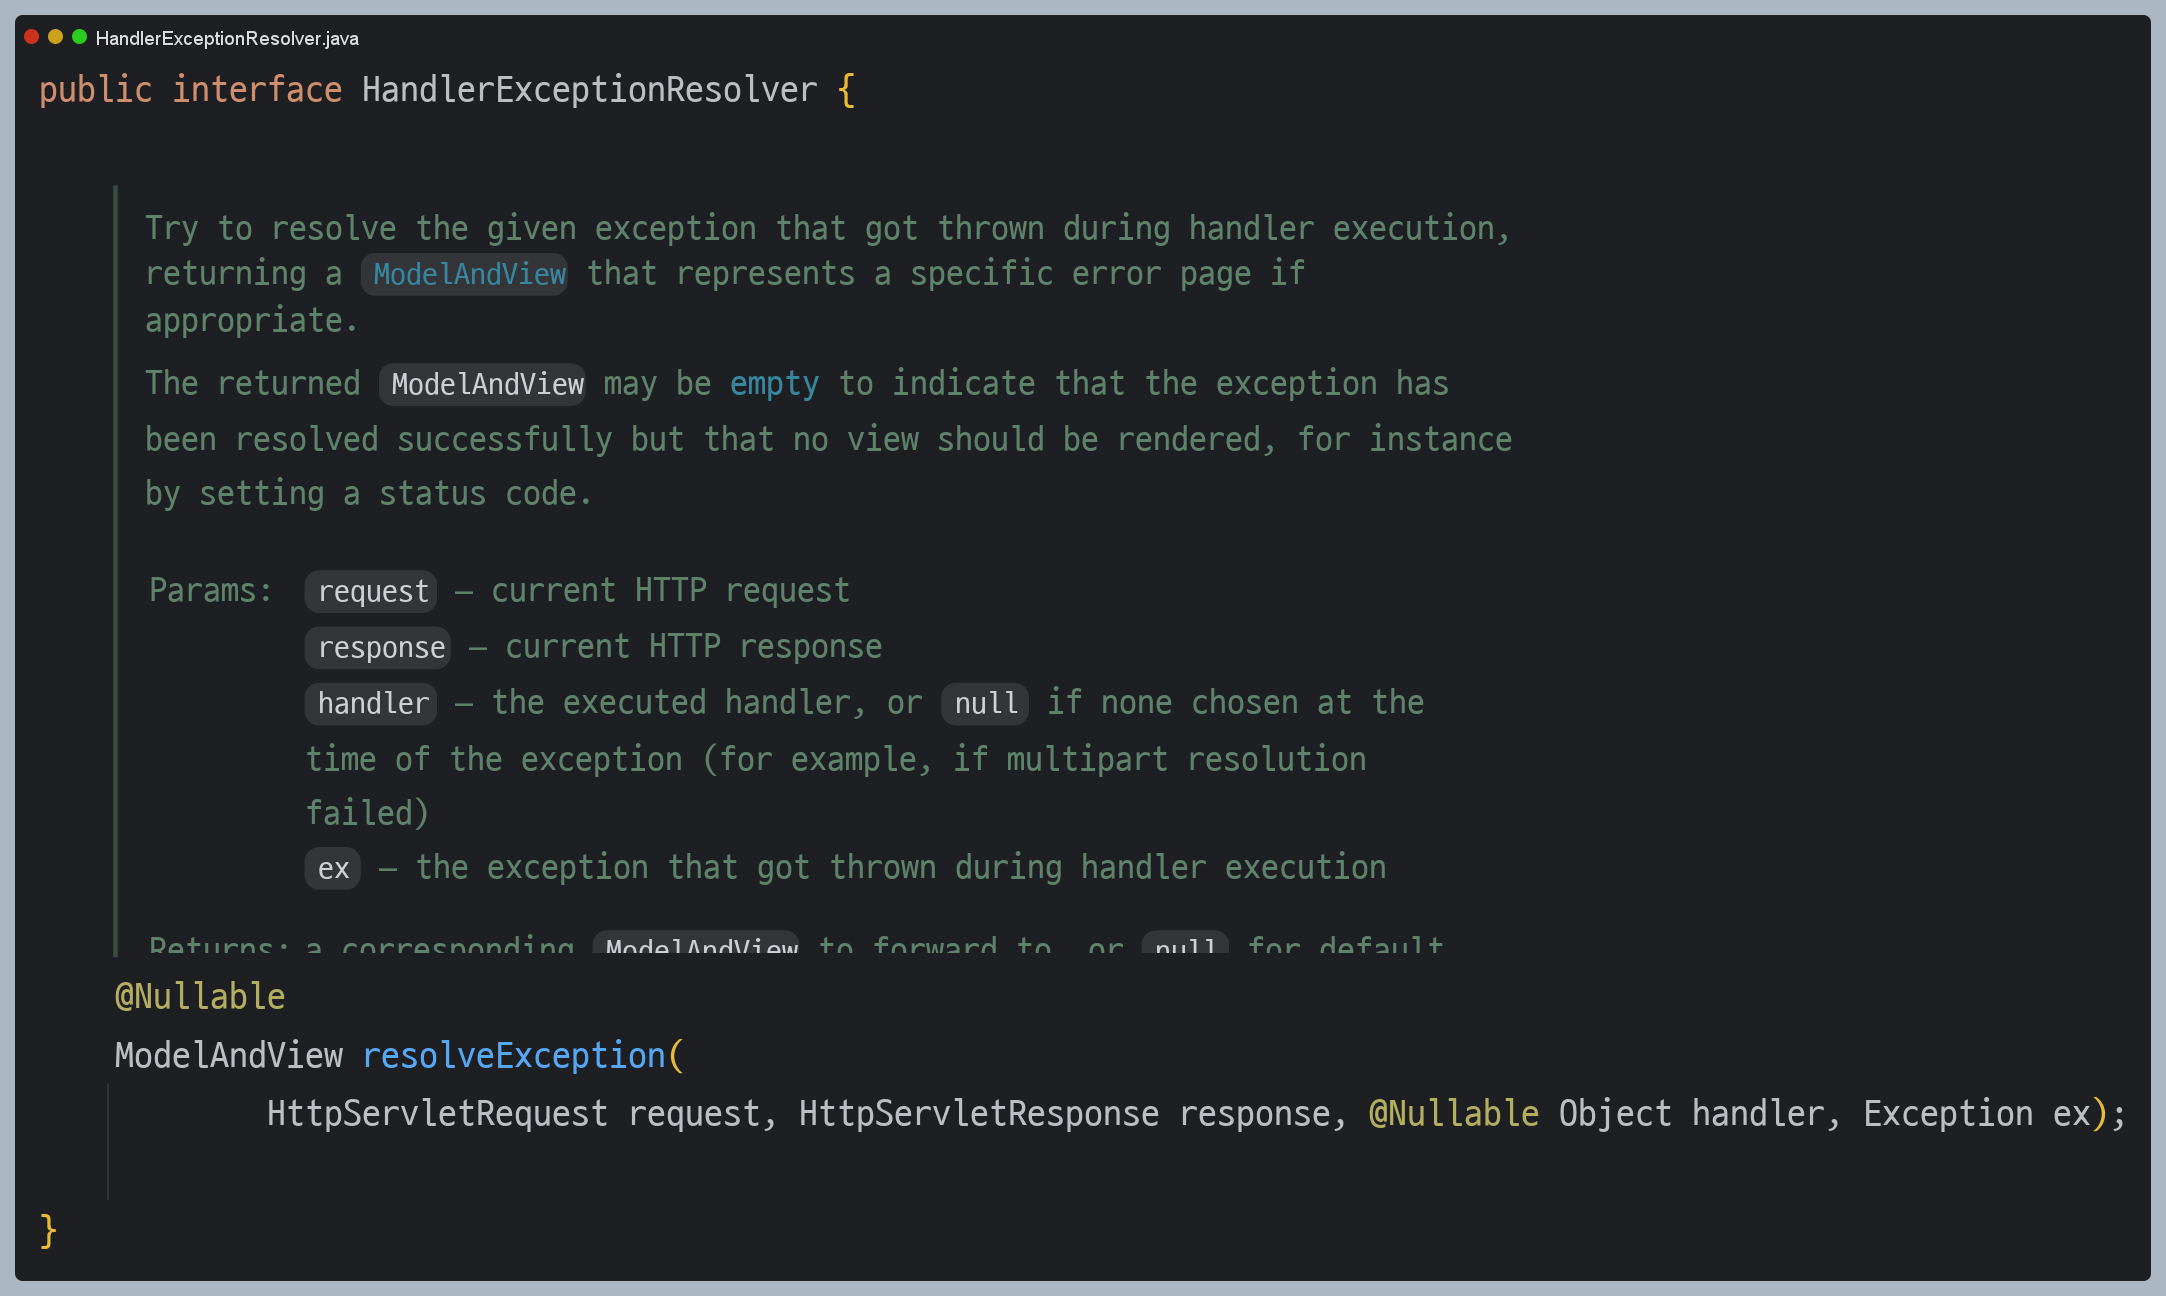 HandlerExceptionResolver.java
public interface HandlerExceptionResolver {
Try to resolve the given exception that got thrown during handler execution,
returning a ModelAndView that represents a specific error page if
appropriate.
The returned ModelAndView may be empty to indicate that the exception has
been resolved successfully but that no view should be rendered, for instance
by setting a status code.
Params: request – current HTTP request
response – current HTTP response
handler – the executed handler, or null if none chosen at the
time of the exception (for example, if multipart resolution
failed)
ex – the exception that got thrown during handler execution
Returns: a corresponding ModelAndView to forward to, or null for default
@Nullable
ModelAndView resolveException(
HttpServletRequest request, HttpServletResponse response, @Nullable Object handler, Exception ex);
}